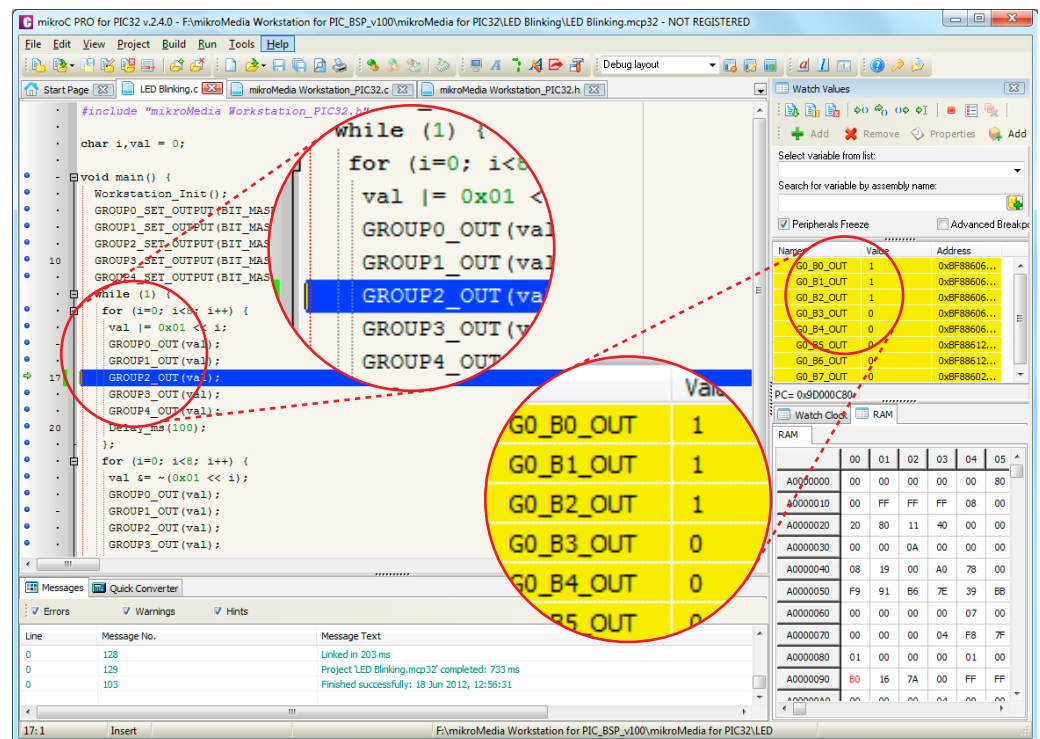 mikroC PRO for PIC32 v.2.4.0 - F:\mikroMedia Workstation for PIC_BSP_v100\mikroMedia for PIC32\LED Blinking\LED Blinking.mcp32 - NOT REGISTERED
File Edit View Project Build Run Tools Help
Debug layout
Start Page LED Blinking.c mikroMedia Workstation_PIC32.c mikroMedia Workstation_PIC32.h
#include "mikroMedia Workstation_PIC32.h"
char i,val = 0;
void main() {
Workstation_Init();
GROUP0_SET_OUTPUT(BIT_MAS
GROUP1_SET_OUTPUT(BIT_MAS
GROUP2_SET_OUTPUT(BIT_MAS
10 GROUP3_SET_OUTPUT(BIT_MAS
GROUP4_SET_OUTPUT(BIT_MAS
while (1) {
for (i=0; i<8; i++) {
val |= 0x01 << i;
GROUP0_OUT(val);
GROUP1_OUT(val);
17 GROUP2_OUT(val);
GROUP3_OUT(val);
GROUP4_OUT(val);
20 Delay_ms(100);
};
for (i=0; i<8; i++) {
val &= ~(0x01 << i);
GROUP0_OUT(val);
GROUP1_OUT(val);
GROUP2_OUT(val);
GROUP3_OUT(val);
while (1) {
for (i=0; i<8
val |= 0x01 <
GROUP0_OUT(val
GROUP1_OUT(val
GROUP2_OUT(va
GROUP3_OUT(v
GROUP4_OUT
Valu
G0_B0_OUT 1
G0_B1_OUT 1
G0_B2_OUT 1
G0_B3_OUT 0
G0_B4_OUT 0
B5_OUT 0
Watch Values
Add Remove Properties Add
Select variable from list:
Search for variable by assembly name:
Peripherals Freeze Advanced Breakpo
Name Value Address
G0_B0_OUT 1 0xBF88606...
G0_B1_OUT 1 0xBF88606...
G0_B2_OUT 1 0xBF88606...
G0_B3_OUT 0 0xBF88606...
G0_B4_OUT 0 0xBF88606...
G0_B5_OUT 0 0xBF88612...
G0_B6_OUT 0 0xBF88612...
G0_B7_OUT 0 0xBF88602...
PC= 0x9D000C80
Watch Clock RAM
RAM
00 01 02 03 04 05
A0000000 00 00 00 00 00 80
A0000010 00 FF FF FF 08 00
A0000020 20 80 11 40 00 00
A0000030 00 00 0A 00 00 00
A0000040 08 19 00 A0 78 00
A0000050 F9 91 B6 7E 39 BB
A0000060 00 00 00 00 07 00
A0000070 00 00 00 04 F8 7F
A0000080 01 00 00 00 01 00
A0000090 B0 16 7A 00 FF FF
Messages Quick Converter
Errors Warnings Hints
Line Message No. Message Text
0 128 Linked in 203 ms
0 129 Project 'LED Blinking.mcp32' completed: 733 ms
0 103 Finished successfully: 18 Jun 2012, 12:56:31
17: 1 Insert F:\mikroMedia Workstation for PIC_BSP_v100\mikroMedia for PIC32\LED